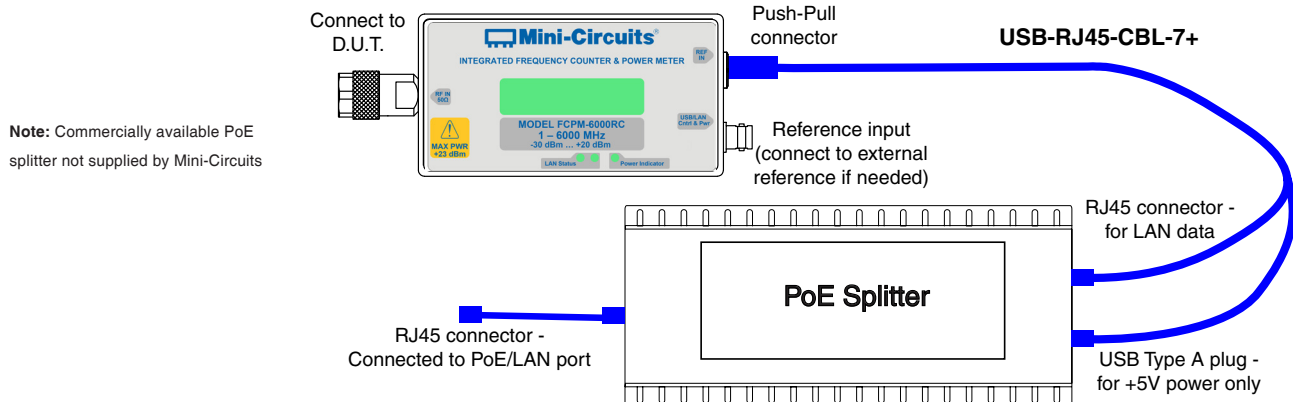 Connect to
D.U.T.
Mini-Circuits®
INTEGRATED FREQUENCY COUNTER & POWER METER
REF
IN
RF IN
50Ω
MAX PWR
+23 dBm
MODEL FCPM-6000RC
1 – 6000 MHz
-30 dBm ... +20 dBm
USB/LAN
Cntrl & Pwr
LAN Status
Power Indicator
Push-Pull
connector
USB-RJ45-CBL-7+
Note: Commercially available PoE
splitter not supplied by Mini-Circuits
Reference input
(connect to external
reference if needed)
RJ45 connector -
for LAN data
PoE Splitter
RJ45 connector -
Connected to PoE/LAN port
USB Type A plug -
for +5V power only